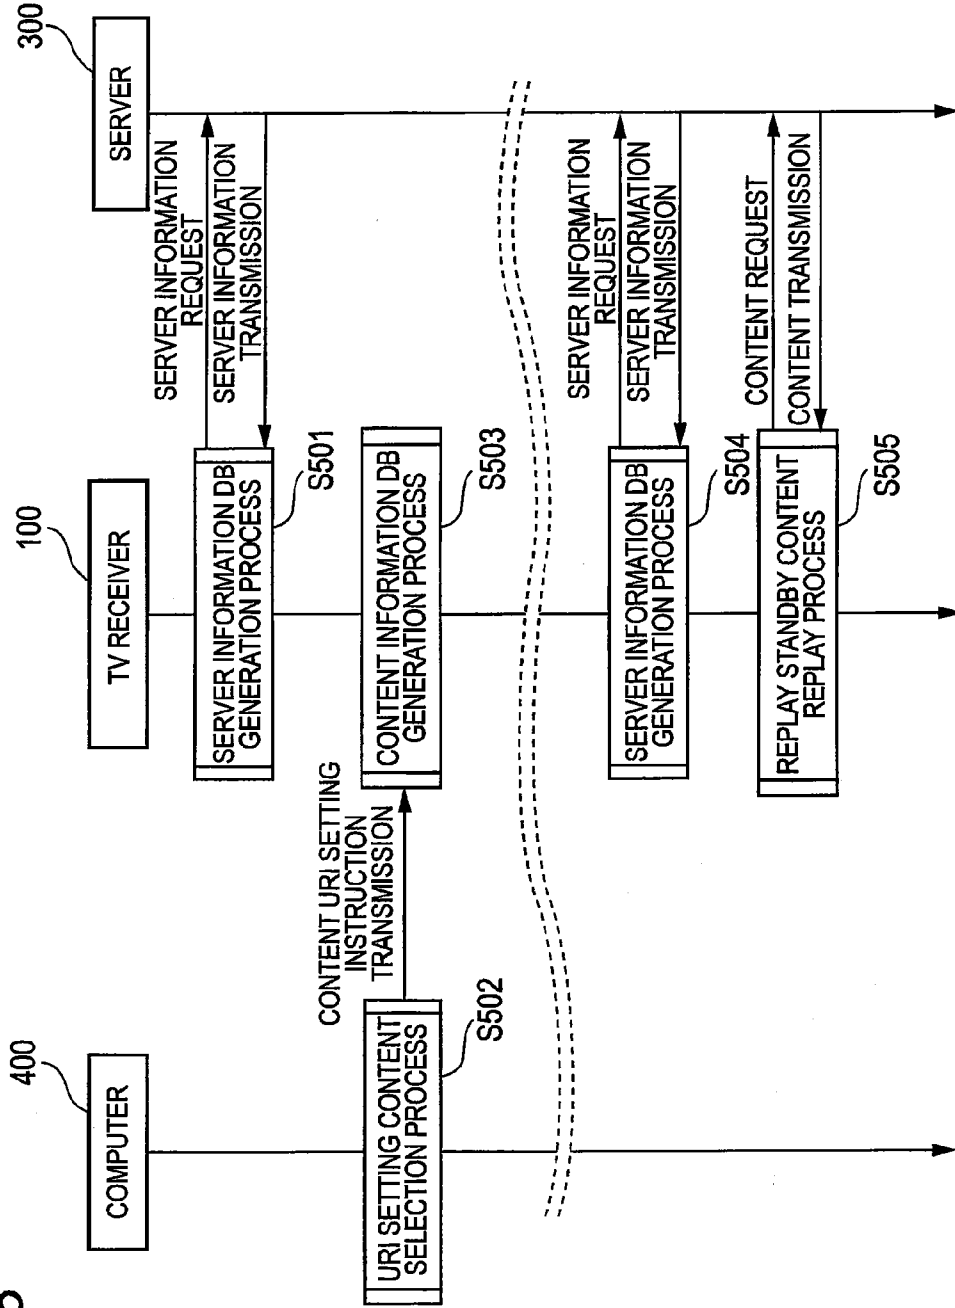 400
COMPUTER
100
TV RECEIVER
300
SERVER
SERVER INFORMATION
REQUEST
SERVER INFORMATION
TRANSMISSION
SERVER INFORMATION DB
GENERATION PROCESS
S501
URI SETTING CONTENT
SELECTION PROCESS
S502
CONTENT URI SETTING
INSTRUCTION
TRANSMISSION
CONTENT INFORMATION DB
GENERATION PROCESS
S503
SERVER INFORMATION
REQUEST
SERVER INFORMATION
TRANSMISSION
SERVER INFORMATION DB
GENERATION PROCESS
S504
CONTENT REQUEST
CONTENT TRANSMISSION
REPLAY STANDBY CONTENT
REPLAY PROCESS
S505